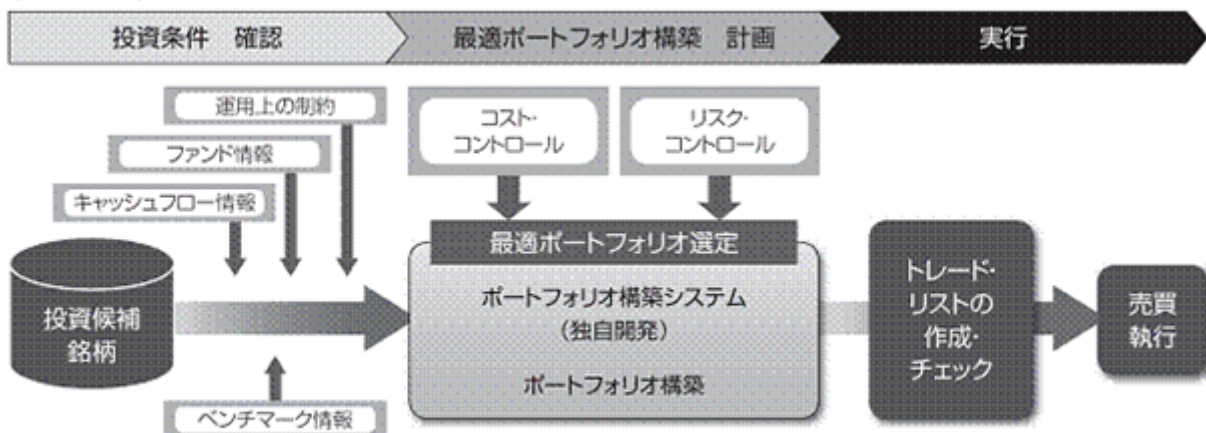 投資条件 確認
最適ポートフォリオ構築 計画
実行
運用上の制約
ファンド情報
キャッシュフロー情報
コスト・
コントロール
リスク・
コントロール
投資候補
銘柄
最適ポートフォリオ選定
ポートフォリオ構築システム
(独自開発)
ポートフォリオ構築
トレード・
リストの
作成・
チェック
売買
執行
ベンチマーク情報